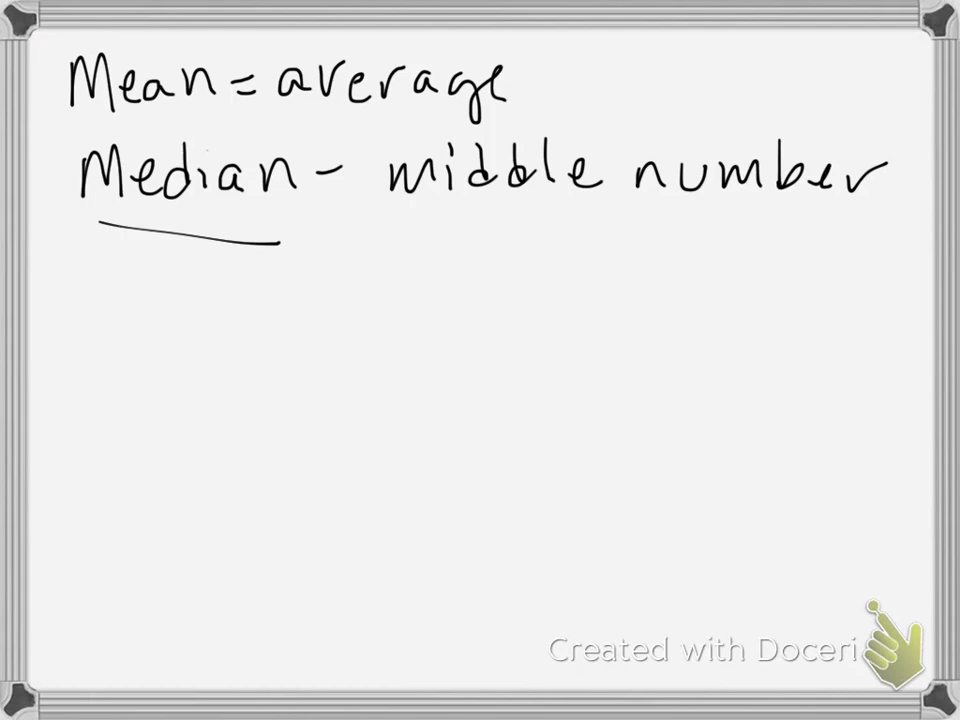 Mean = average
Median - middle number
Created with Doceri